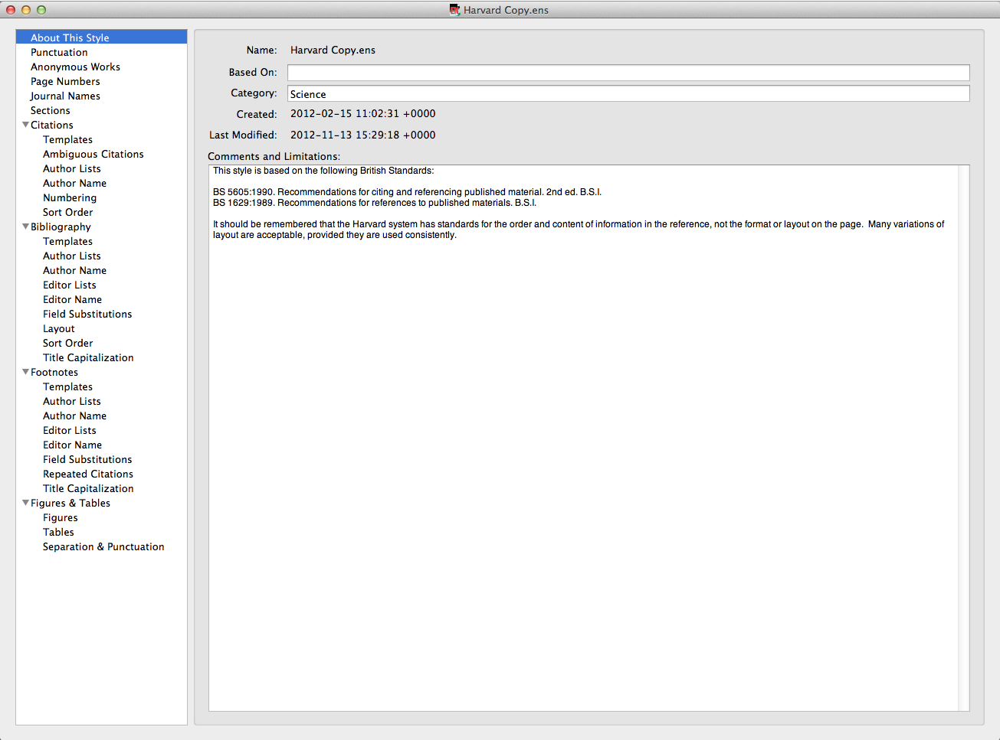 Harvard Copy.ens
About This Style
Punctuation
Anonymous Works
Page Numbers
Journal Names
Sections
Citations
Templates
Ambiguous Citations
Author Lists
Author Name
Numbering
Sort Order
Bibliography
Templates
Author Lists
Author Name
Editor Lists
Editor Name
Field Substitutions
Layout
Sort Order
Title Capitalization
Footnotes
Templates
Author Lists
Author Name
Editor Lists
Editor Name
Field Substitutions
Repeated Citations
Title Capitalization
Figures & Tables
Figures
Tables
Separation & Punctuation
Name: Harvard Copy.ens
Based On:
Category: Science
Created: 2012-02-15 11:02:31 +0000
Last Modified: 2012-11-13 15:29:18 +0000
Comments and Limitations:
This style is based on the following British Standards:
BS 5605:1990. Recommendations for citing and referencing published material. 2nd ed. B.S.I.
BS 1629:1989. Recommendations for references to published materials. B.S.I.
It should be remembered that the Harvard system has standards for the order and content of information in the reference, not the format or layout on the page.  Many variations of
layout are acceptable, provided they are used consistently.